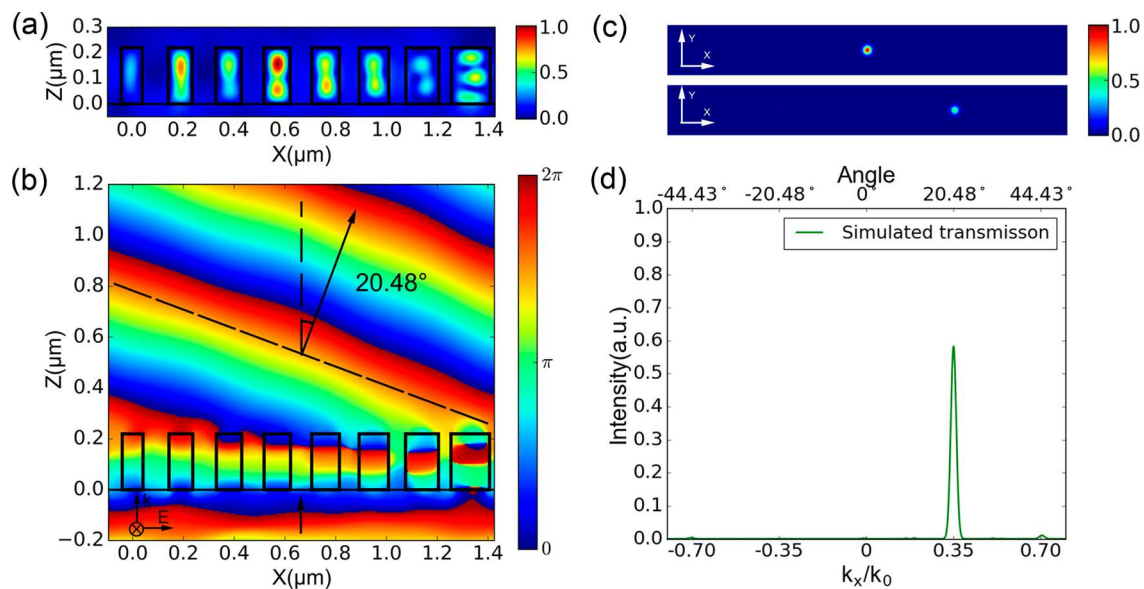 (a)
0.3
0.2
0.1
0.0
Z(μm)
0.0 0.2 0.4 0.6 0.8 1.0 1.2 1.4
X(μm)
1.0
0.5
0.0
(b)
1.2
1.0
0.8
0.6
0.4
0.2
0.0
−0.2
Z(μm)
20.48°
k
E
0.0 0.2 0.4 0.6 0.8 1.0 1.2 1.4
X(μm)
2π
π
0
(c)
Y
X
Y
X
1.0
0.5
0.0
(d)
Angle
-44.43° -20.48° 0° 20.48° 44.43°
Simulated transmisson
1.0
0.9
0.8
0.7
0.6
0.5
0.4
0.3
0.2
0.1
0.0
Intensity(a.u.)
-0.70 -0.35 0 0.35 0.70
kx/k0